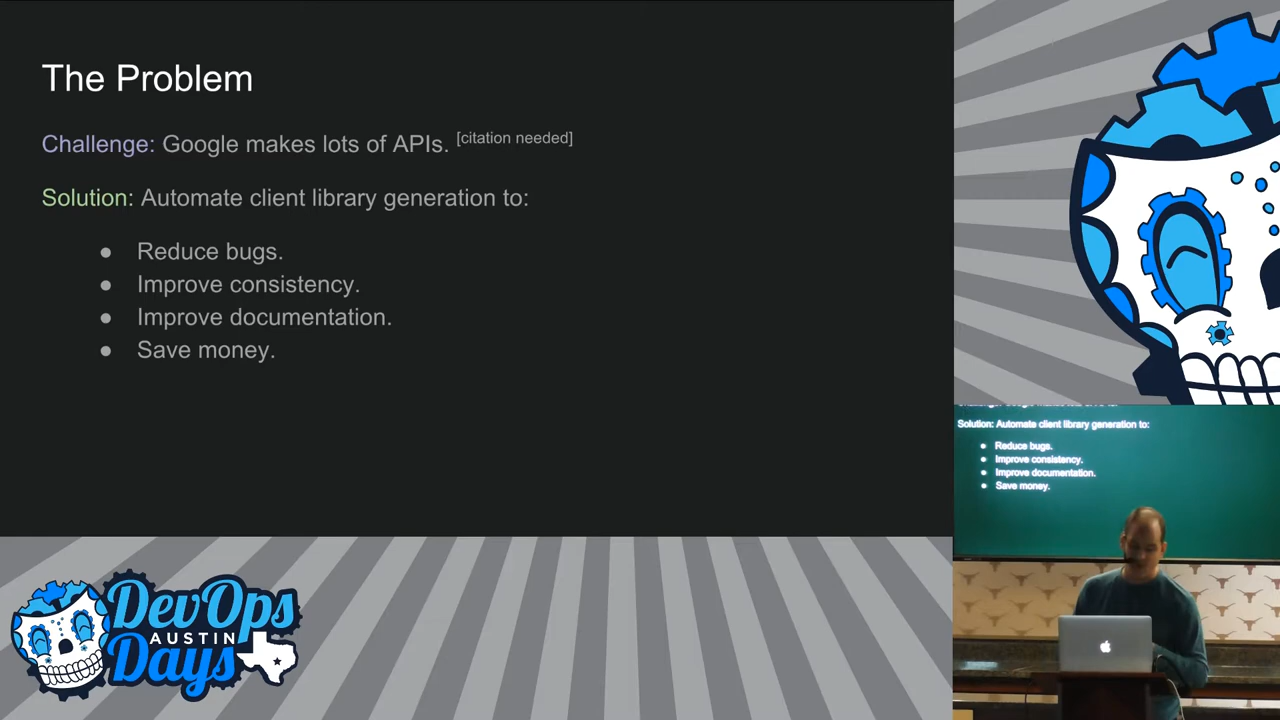 The Problem
Challenge: Google makes lots of APIs. [citation needed]
Solution: Automate client library generation to:
● Reduce bugs.
● Improve consistency.
● Improve documentation.
● Save money.
Solution: Automate client library generation to:
● Reduce bugs.
● Improve consistency.
● Improve documentation.
● Save money.
DevOps
AUSTIN
Days